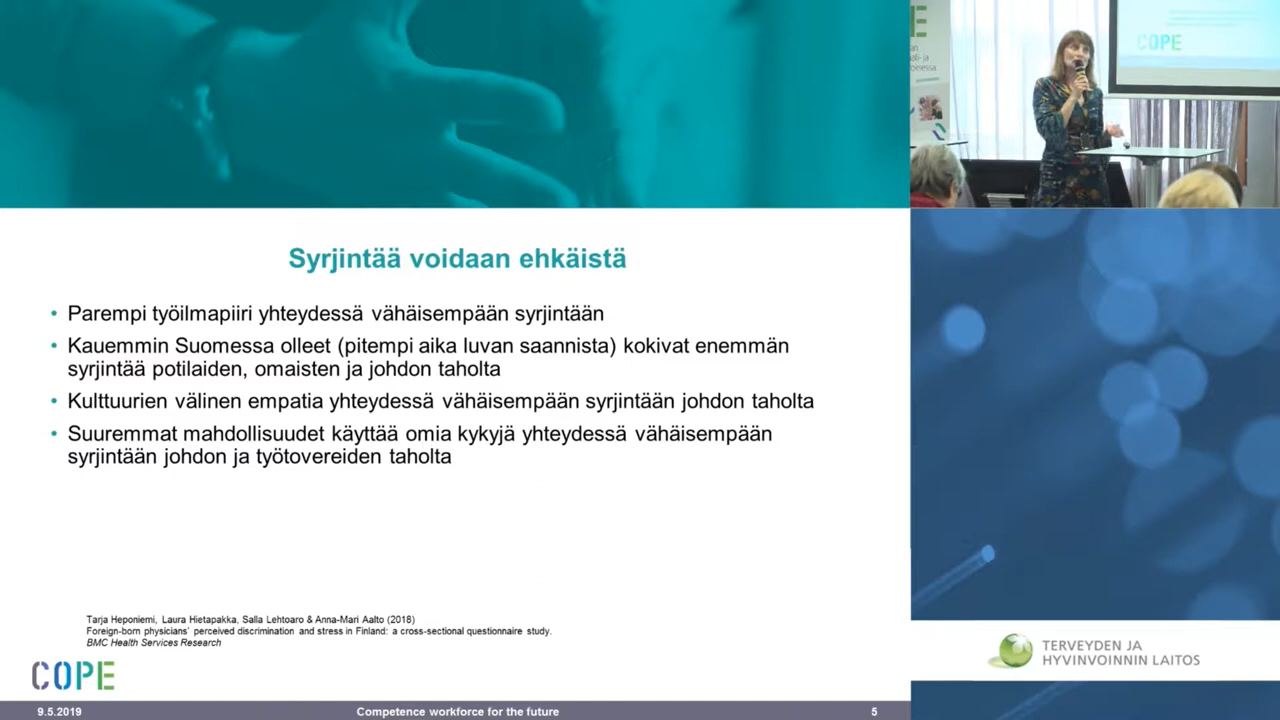 Syrjintää voidaan ehkäistä
• Parempi työilmapiiri yhteydessä vähäisempään syrjintään
• Kauemmin Suomessa olleet (pitempi aika luvan saannista) kokivat enemmän
syrjintää potilaiden, omaisten ja johdon taholta
• Kulttuurien välinen empatia yhteydessä vähäisempään syrjintään johdon taholta
• Suuremmat mahdollisuudet käyttää omia kykyjä yhteydessä vähäisempään
syrjintään johdon ja työtovereiden taholta
Tarja Heponiemi, Laura Hietapakka, Salla Lehtoaro & Anna-Mari Aalto (2018)
Foreign-born physicians' perceived discrimination and stress in Finland: a cross-sectional questionnaire study.
BMC Health Services Research
COPE
9.5.2019
Competence workforce for the future
5
COPE
TERVEYDEN JA
HYVINVOINNIN LAITOS